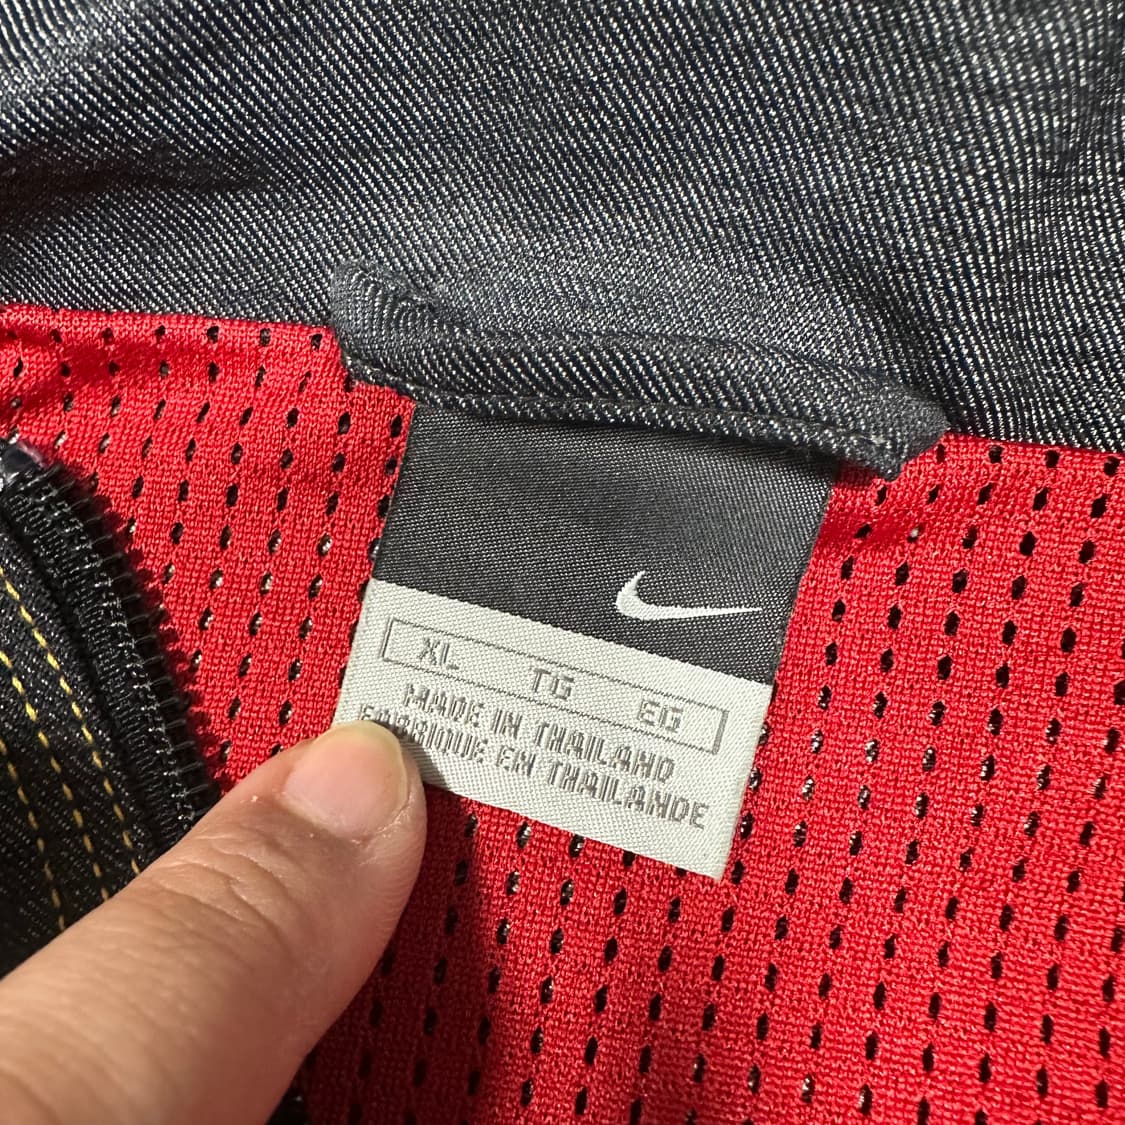 XL TG EG
MADE IN THAILAND
FABRIQUE EN THAILANDE